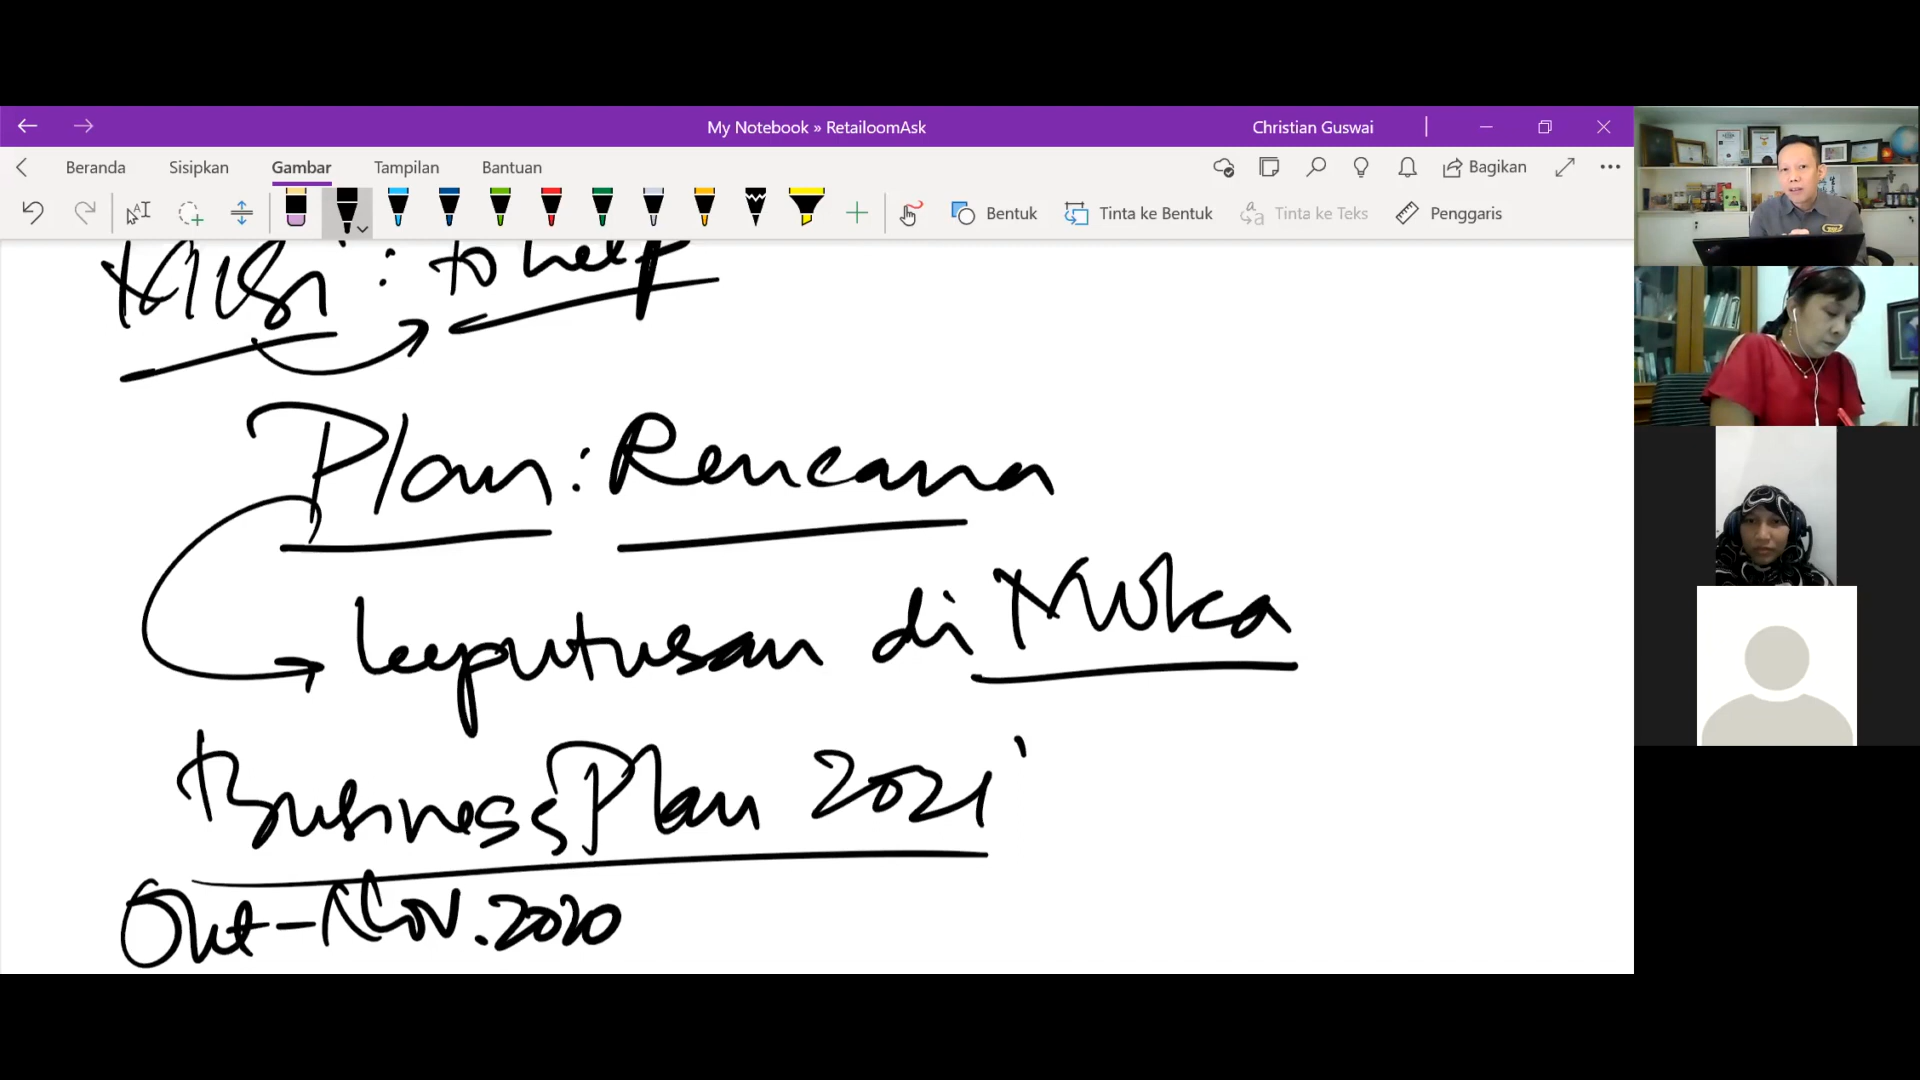 My Notebook » RetailoomAsk
Christian Guswai
Beranda Sisipkan Gambar Tampilan Bantuan
Bagikan
Bentuk Tinta ke Bentuk Tinta ke Teks Penggaris
Misi : to help
Plan : Rencana
keputusan di Muka
Business Plan 2021
Okt - Nov. 2020